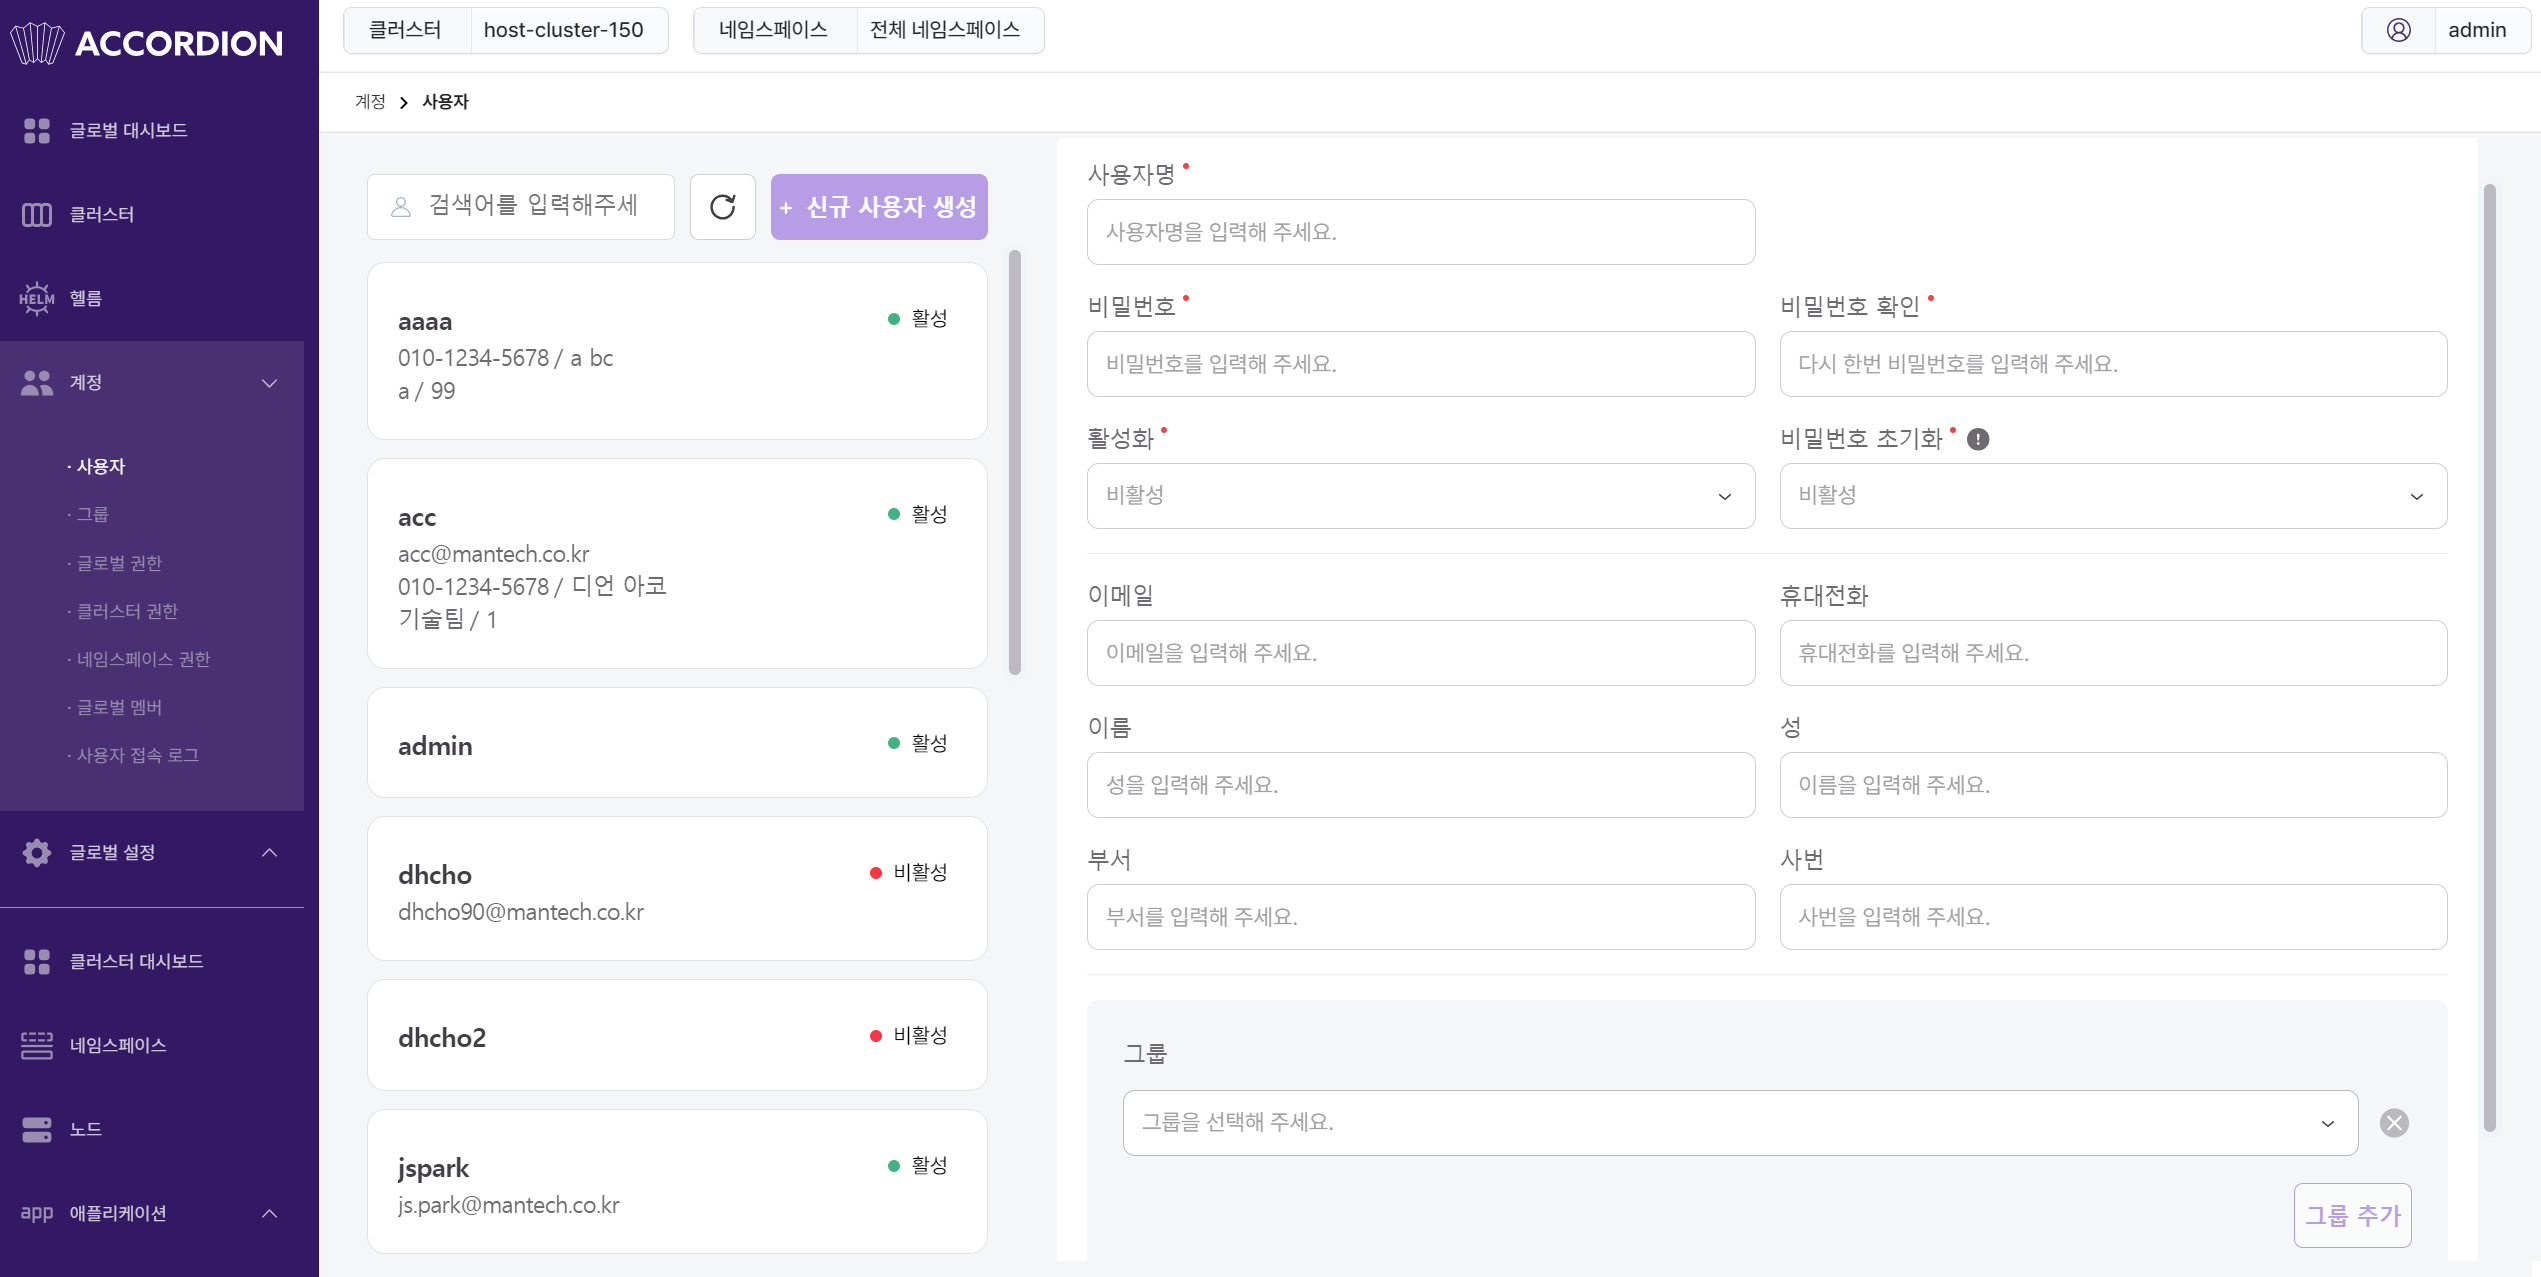 ACCORDION
글로벌 대시보드
클러스터
HELM 헬름
계정
· 사용자
· 그룹
· 글로벌 권한
· 클러스터 권한
· 네임스페이스 권한
· 글로벌 멤버
· 사용자 접속 로그
글로벌 설정
클러스터 대시보드
네임스페이스
노드
app 애플리케이션
클러스터 host-cluster-150 네임스페이스 전체 네임스페이스 admin
계정 > 사용자
검색어를 입력해주세
+ 신규 사용자 생성
aaaa 활성
010-1234-5678 / a bc
a / 99
acc 활성
acc@mantech.co.kr
010-1234-5678 / 디언 아코
기술팀 / 1
admin 활성
dhcho 비활성
dhcho90@mantech.co.kr
dhcho2 비활성
jspark 활성
js.park@mantech.co.kr
사용자명
사용자명을 입력해 주세요.
비밀번호 비밀번호 확인
비밀번호를 입력해 주세요. 다시 한번 비밀번호를 입력해 주세요.
활성화 비밀번호 초기화 !
비활성 비활성
이메일 휴대전화
이메일을 입력해 주세요. 휴대전화를 입력해 주세요.
이름 성
성을 입력해 주세요. 이름을 입력해 주세요.
부서 사번
부서를 입력해 주세요. 사번을 입력해 주세요.
그룹
그룹을 선택해 주세요.
그룹 추가